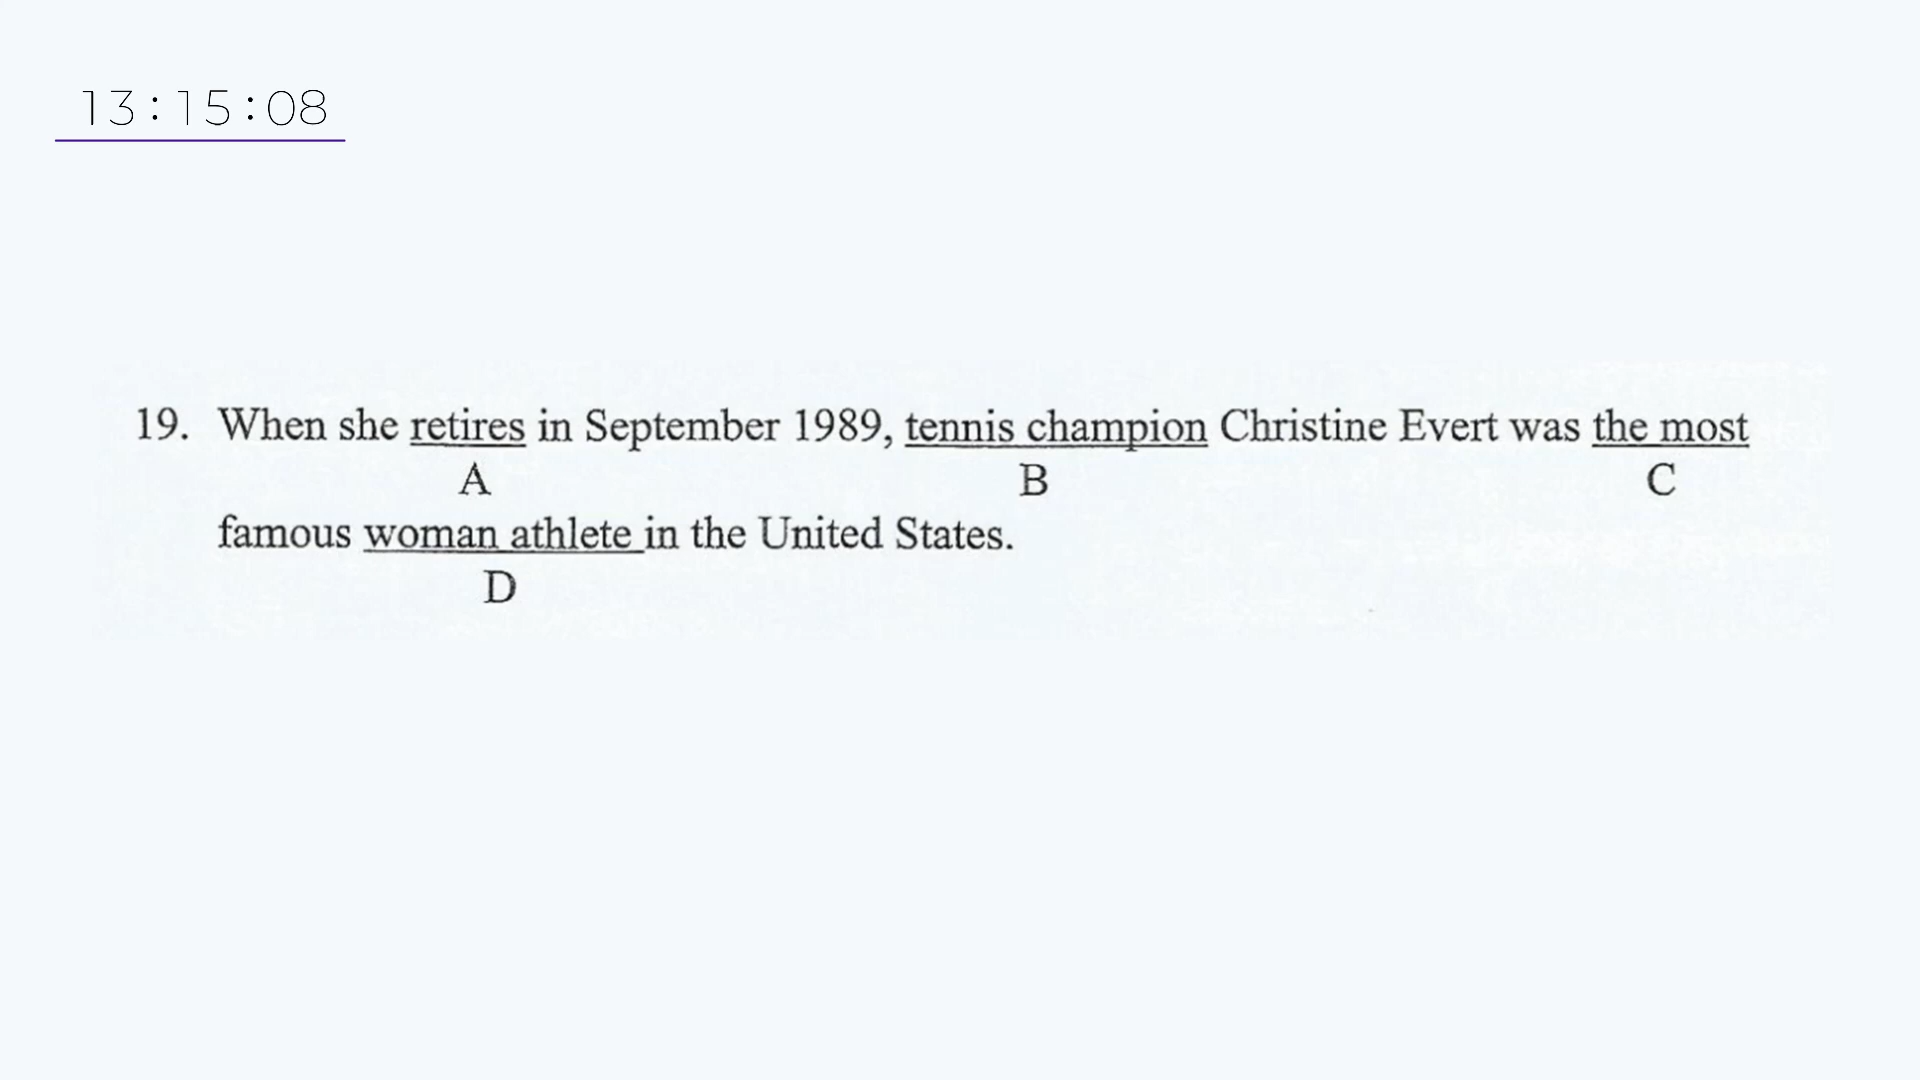 13:15:08
19. When she retires in September 1989, tennis champion Christine Evert was the most
A B C
famous woman athlete in the United States.
D